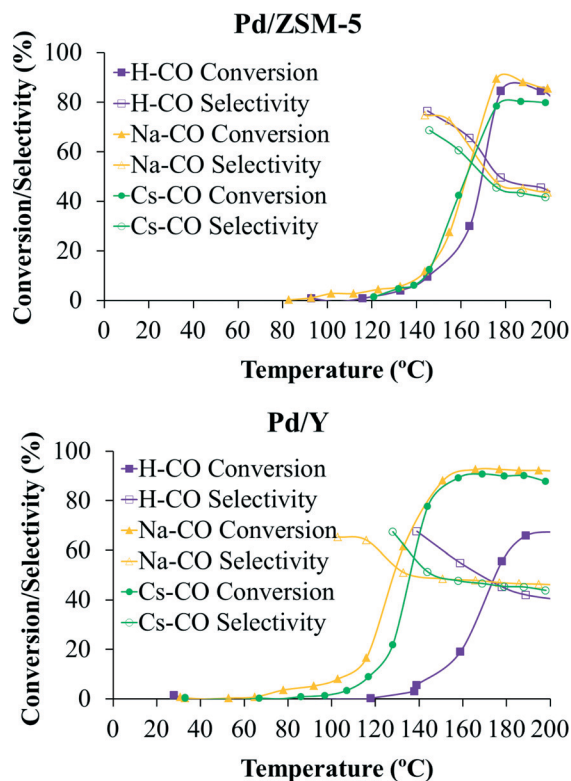 Pd/ZSM-5
Conversion/Selectivity (%)
100
80
60
40
20
0
H-CO Conversion
H-CO Selectivity
Na-CO Conversion
Na-CO Selectivity
Cs-CO Conversion
Cs-CO Selectivity
0 20 40 60 80 100 120 140 160 180 200
Temperature (ºC)
Pd/Y
Conversion/Selectivity (%)
100
80
60
40
20
0
H-CO Conversion
H-CO Selectivity
Na-CO Conversion
Na-CO Selectivity
Cs-CO Conversion
Cs-CO Selectivity
0 20 40 60 80 100 120 140 160 180 200
Temperature (ºC)